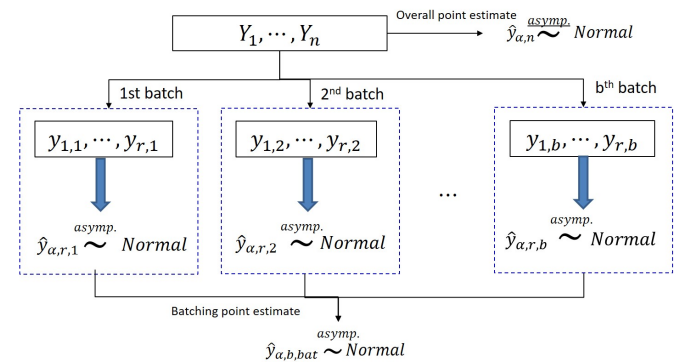 Overall point estimate
Y₁, ⋯ , Yₙ
ŷ_{α,n} asymp. ~ Normal
1st batch
2ⁿᵈ batch
bᵗʰ batch
y_{1,1}, ⋯ , y_{r,1}
y_{1,2}, ⋯ , y_{r,2}
y_{1,b}, ⋯ , y_{r,b}
⋯
asymp.
ŷ_{α,r,1} ~ Normal
asymp.
ŷ_{α,r,2} ~ Normal
asymp.
ŷ_{α,r,b} ~ Normal
Batching point estimate
asymp.
ŷ_{α,b,bat} ~ Normal